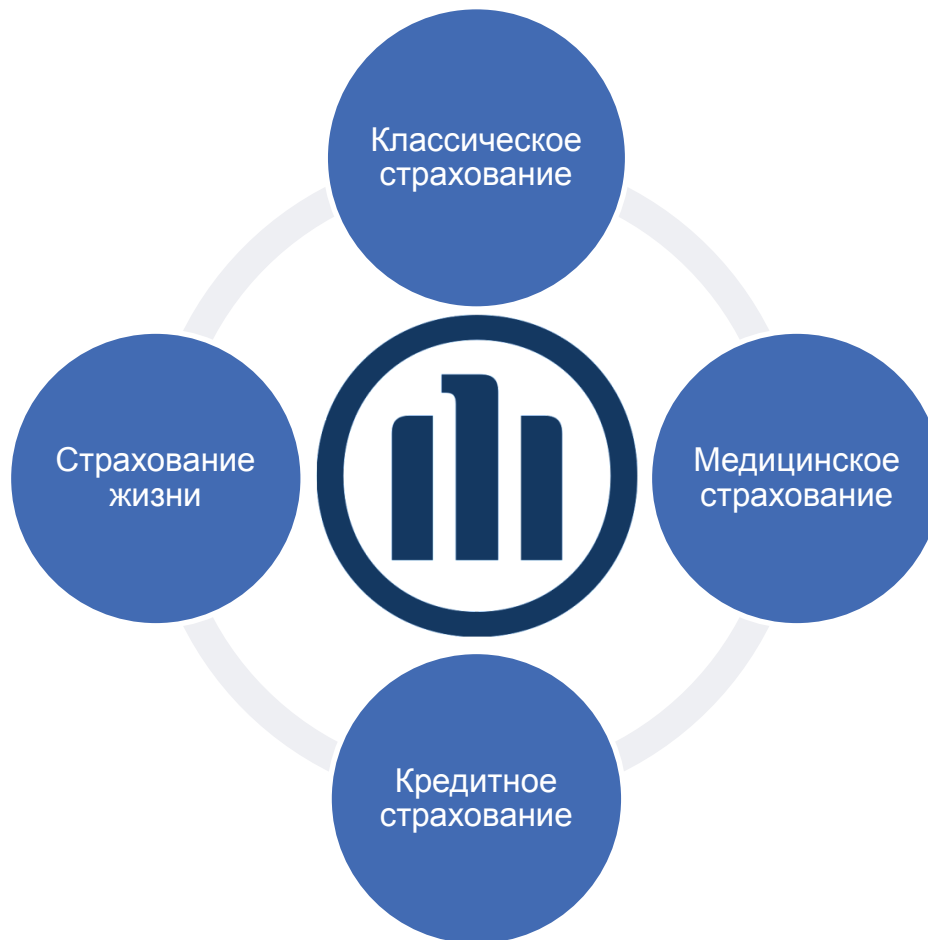 Классическое
страхование
Страхование
жизни
Медицинское
страхование
Кредитное
страхование